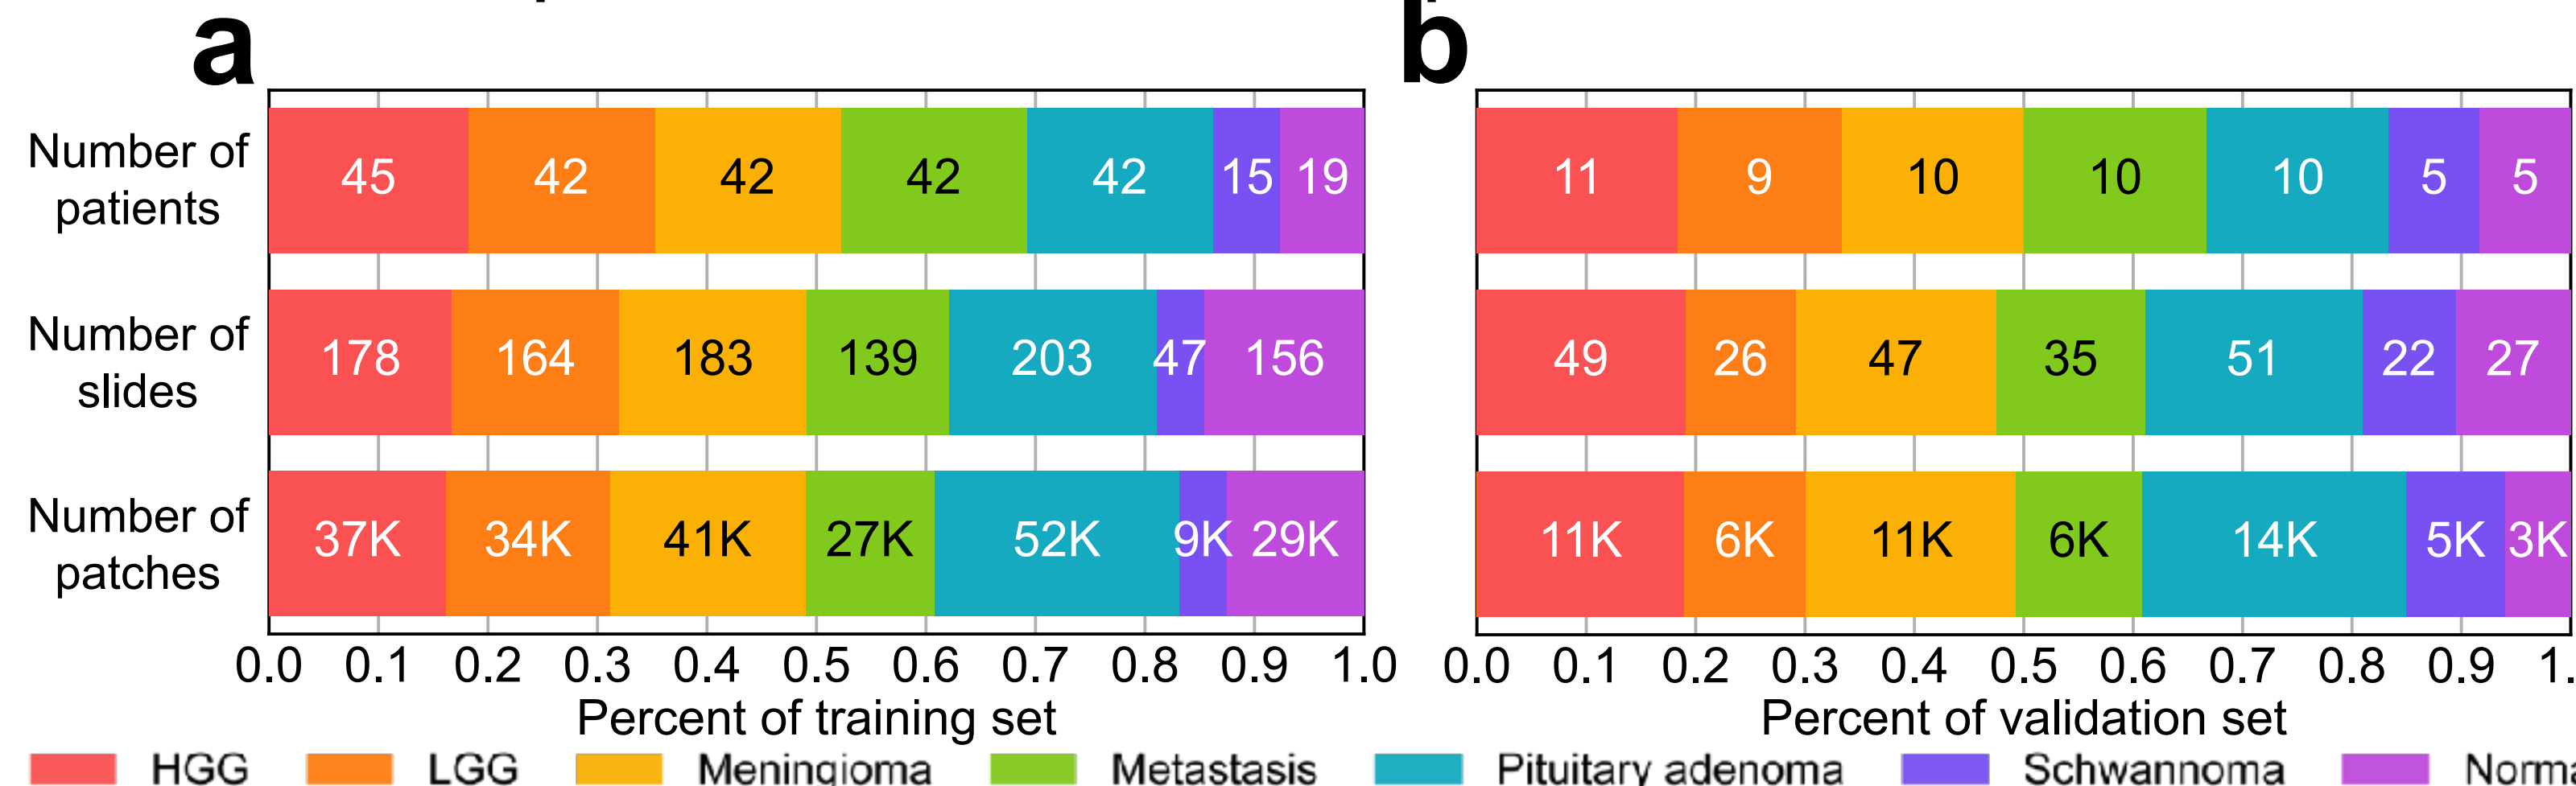 a
b
Number of
patients
45 42 42 42 42 15 19
11 9 10 10 10 5 5
Number of
slides
178 164 183 139 203 47 156
49 26 47 35 51 22 27
Number of
patches
37K 34K 41K 27K 52K 9K 29K
11K 6K 11K 6K 14K 5K 3K
0.0 0.1 0.2 0.3 0.4 0.5 0.6 0.7 0.8 0.9 1.0
0.0 0.1 0.2 0.3 0.4 0.5 0.6 0.7 0.8 0.9 1.
Percent of training set
Percent of validation set
HGG LGG Meningioma Metastasis Pituitary adenoma Schwannoma Norma